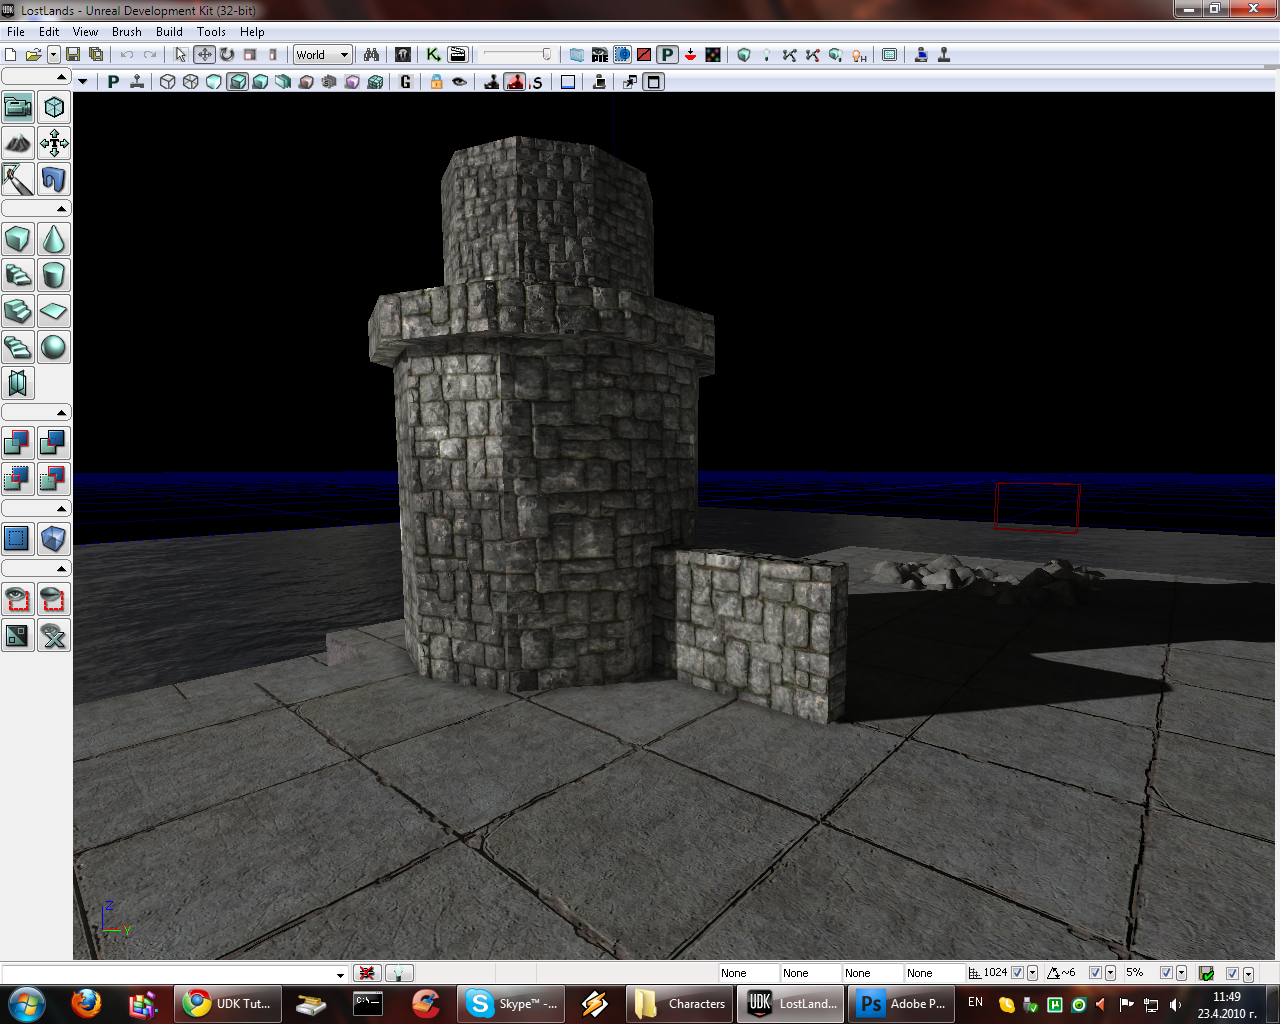 LostLands - Unreal Development Kit (32-bit)
File Edit View Brush Build Tools Help
World
P
P G S
Z
Y
None None None None 1024 ~6 5%
UDK Tut... Skype™ -... Characters LostLand... Adobe P... EN 11:49
23.4.2010 г.